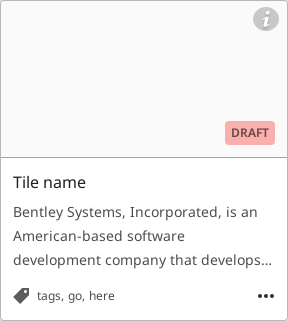 DRAFT
Tile name
Bentley Systems, Incorporated, is an
American-based software
development company that develops...
tags, go, here